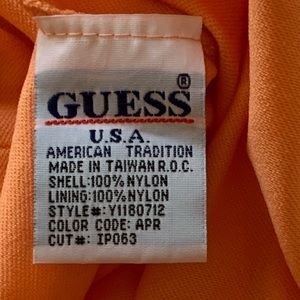 GUESS®
U.S.A.
AMERICAN TRADITION
MADE IN TAIWAN R.O.C.
SHELL:100%NYLON
LINING:100%NYLON
STYLE#: Y1180712
COLOR CODE: APR
CUT#: IP063